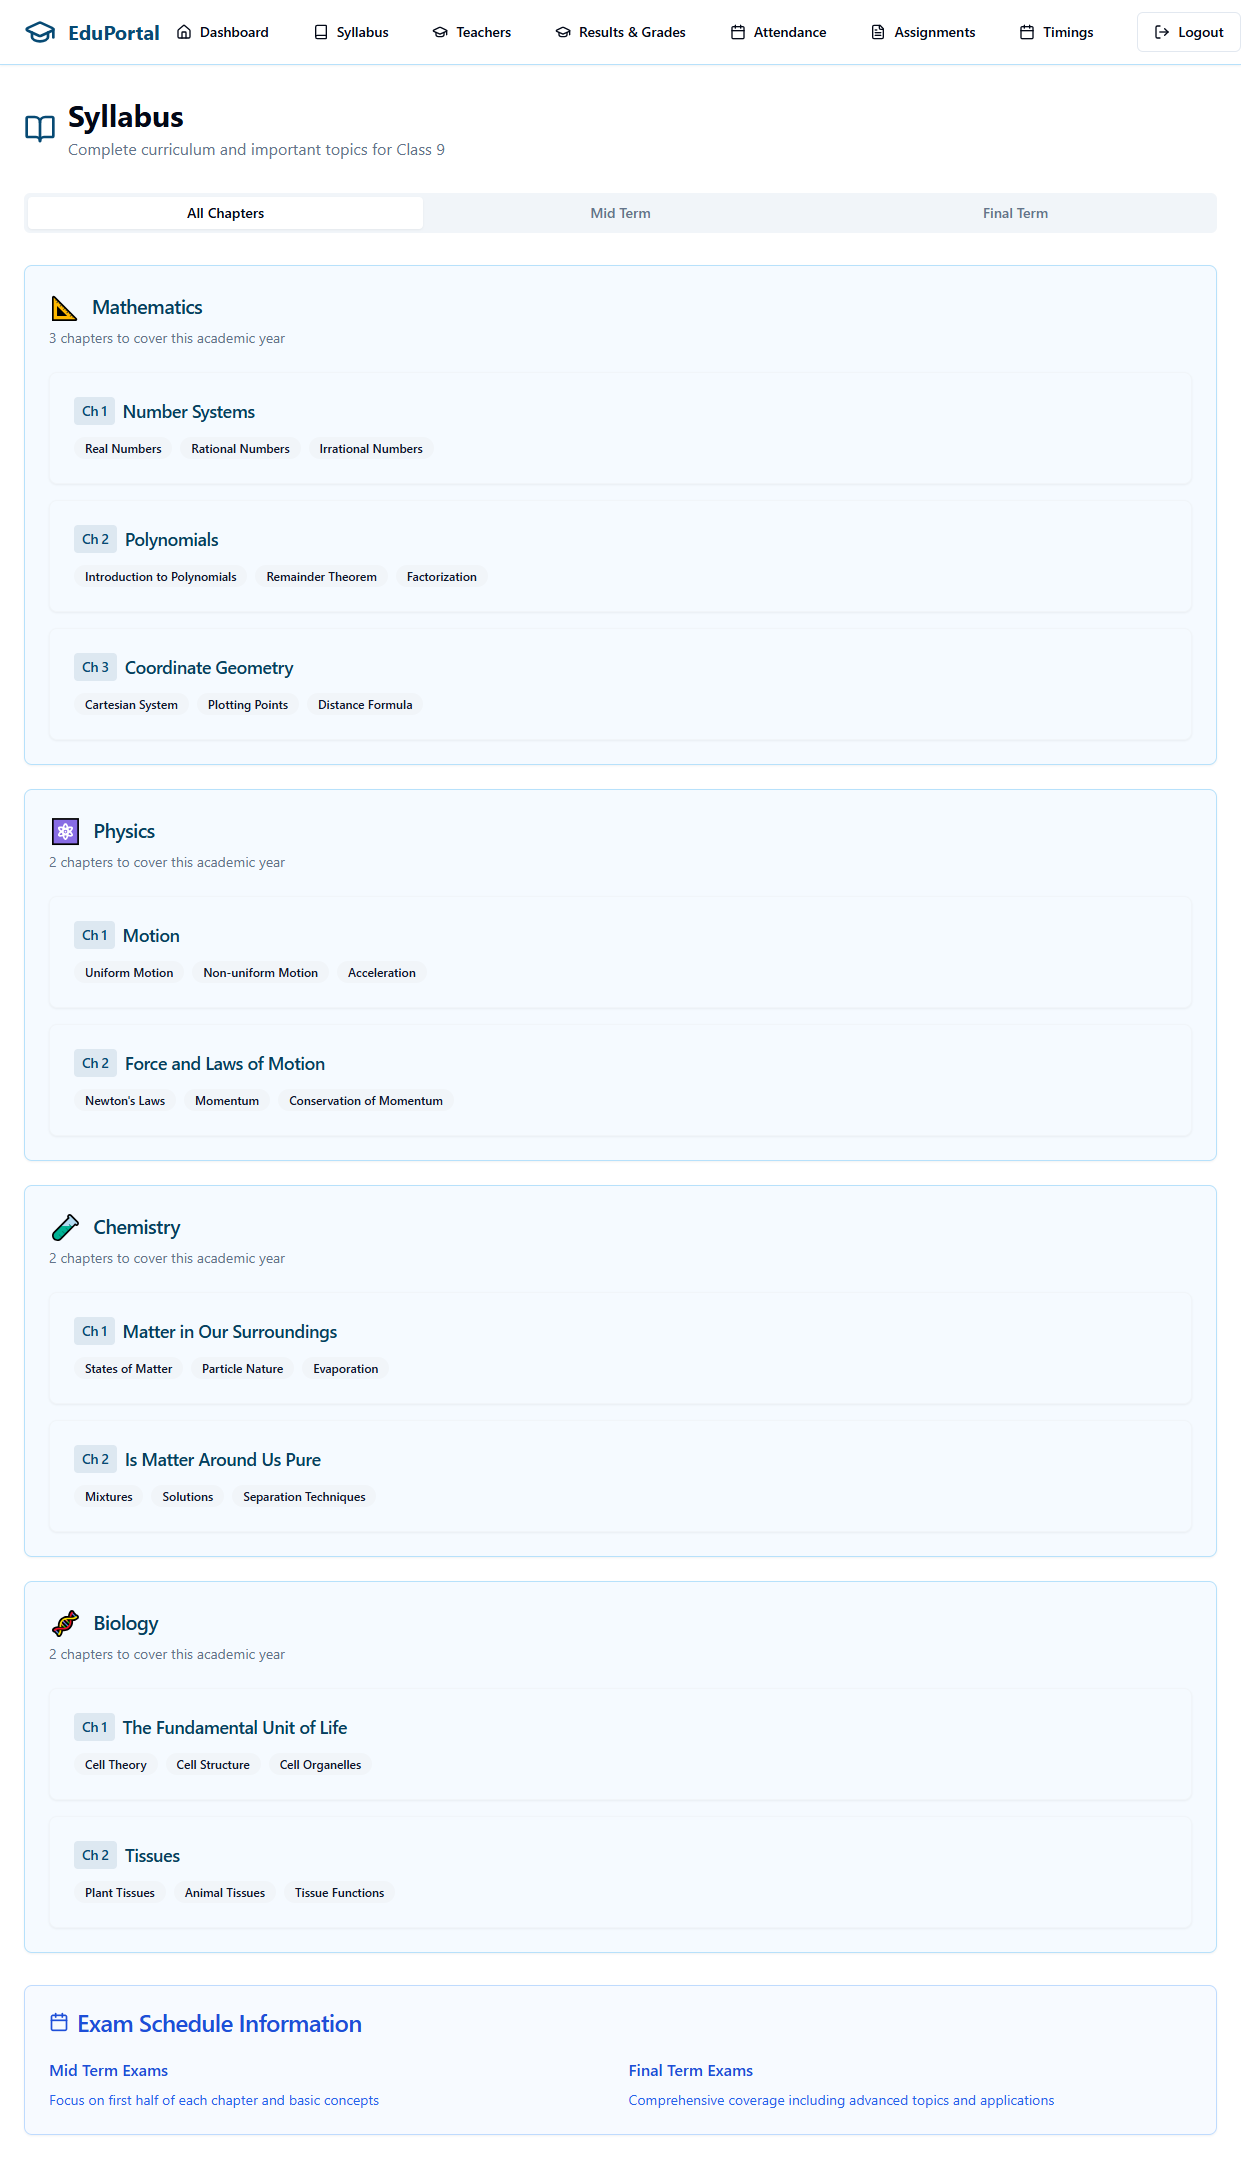 EduPortal Dashboard Syllabus Teachers Results & Grades Attendance Assignments Timings Logout
Syllabus
Complete curriculum and important topics for Class 9
All Chapters Mid Term Final Term
Mathematics
3 chapters to cover this academic year
Ch 1 Number Systems
Real Numbers Rational Numbers Irrational Numbers
Ch 2 Polynomials
Introduction to Polynomials Remainder Theorem Factorization
Ch 3 Coordinate Geometry
Cartesian System Plotting Points Distance Formula
Physics
2 chapters to cover this academic year
Ch 1 Motion
Uniform Motion Non-uniform Motion Acceleration
Ch 2 Force and Laws of Motion
Newton's Laws Momentum Conservation of Momentum
Chemistry
2 chapters to cover this academic year
Ch 1 Matter in Our Surroundings
States of Matter Particle Nature Evaporation
Ch 2 Is Matter Around Us Pure
Mixtures Solutions Separation Techniques
Biology
2 chapters to cover this academic year
Ch 1 The Fundamental Unit of Life
Cell Theory Cell Structure Cell Organelles
Ch 2 Tissues
Plant Tissues Animal Tissues Tissue Functions
Exam Schedule Information
Mid Term Exams
Focus on first half of each chapter and basic concepts
Final Term Exams
Comprehensive coverage including advanced topics and applications